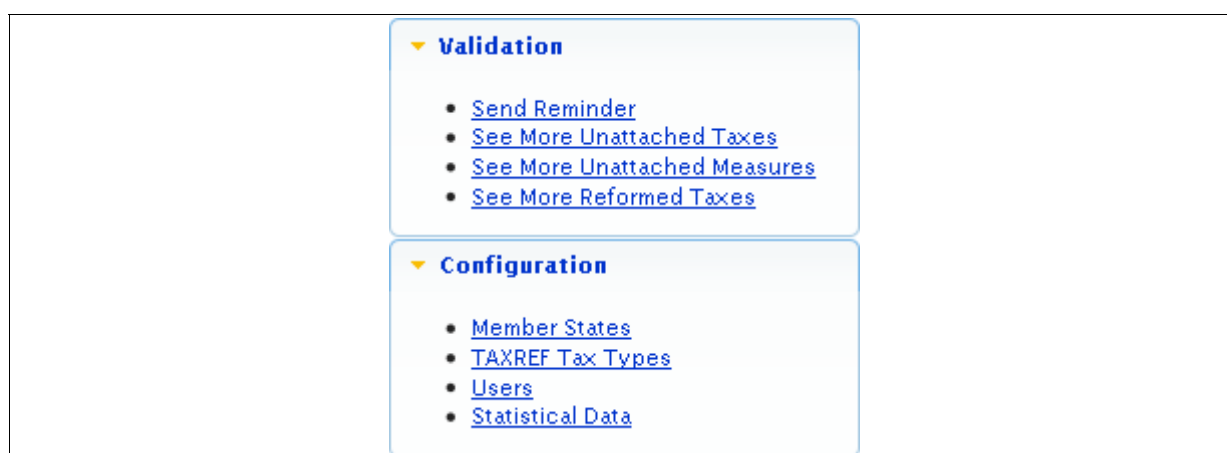 Validation
Send Reminder
See More Unattached Taxes
See More Unattached Measures
See More Reformed Taxes
Configuration
Member States
TAXREF Tax Types
Users
Statistical Data